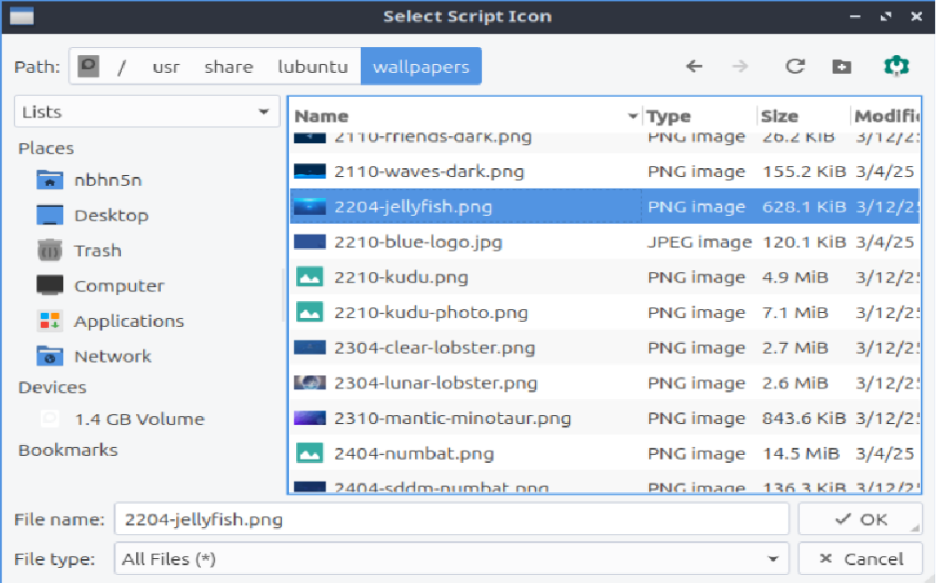 Select Script Icon
Path: / usr share lubuntu wallpapers
Lists
Places
nbhn5n
Desktop
Trash
Computer
Applications
Network
Devices
1.4 GB Volume
Bookmarks
Name Type Size Modifi
2110-friends-dark.png PNG image 26.2 KiB 3/12/2
2110-waves-dark.png PNG image 155.2 KiB 3/4/25
2204-jellyfish.png PNG image 628.1 KiB 3/12/2
2210-blue-logo.jpg JPEG image 120.1 KiB 3/4/25
2210-kudu.png PNG image 4.9 MiB 3/12/25
2210-kudu-photo.png PNG image 7.1 MiB 3/12/2
2304-clear-lobster.png PNG image 2.7 MiB 3/12/2
2304-lunar-lobster.png PNG image 2.6 MiB 3/12/2
2310-mantic-minotaur.png PNG image 843.6 KiB 3/12/2
2404-numbat.png PNG image 14.5 MiB 3/4/25
2404-sddm-numbat.png PNG image 136.3 KiB 3/12/2
File name: 2204-jellyfish.png OK
File type: All Files (*) Cancel